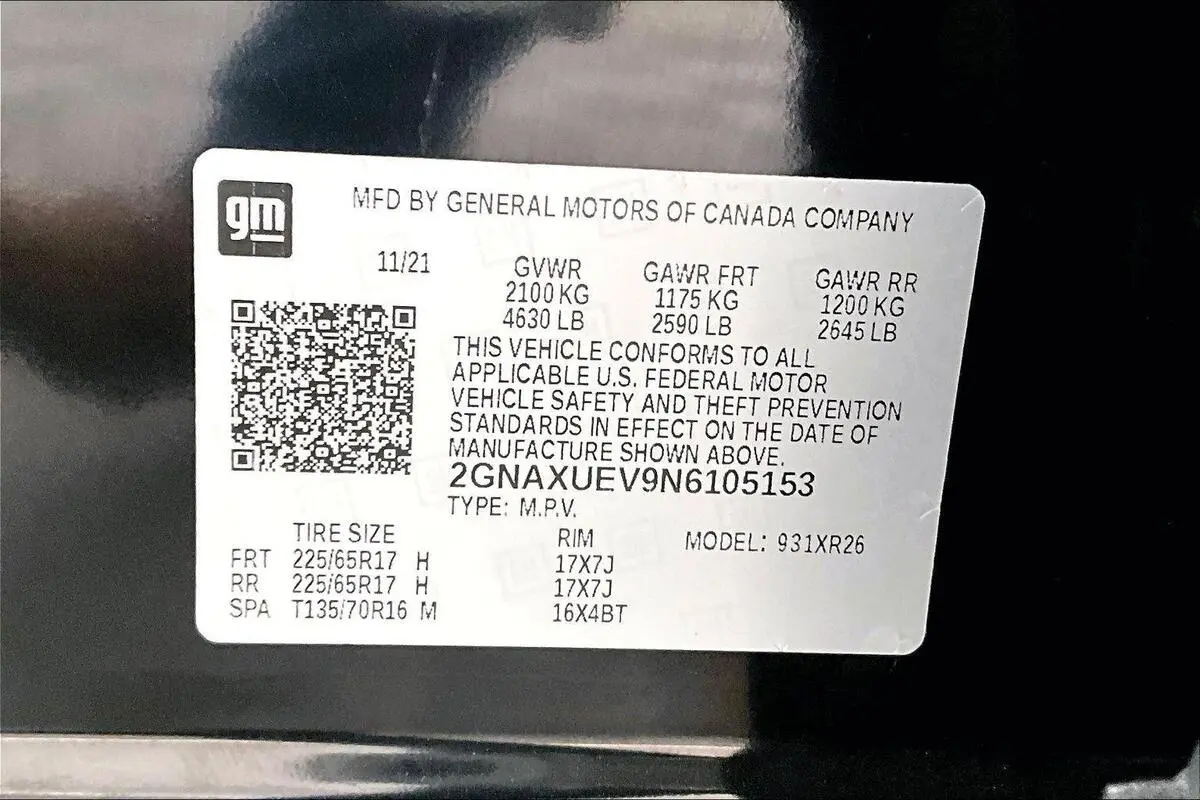 gm
MFD BY GENERAL MOTORS OF CANADA COMPANY
11/21 GVWR GAWR FRT GAWR RR
2100 KG 1175 KG 1200 KG
4630 LB 2590 LB 2645 LB
THIS VEHICLE CONFORMS TO ALL
APPLICABLE U.S. FEDERAL MOTOR
VEHICLE SAFETY AND THEFT PREVENTION
STANDARDS IN EFFECT ON THE DATE OF
MANUFACTURE SHOWN ABOVE.
2GNAXUEV9N6105153
TYPE: M.P.V.
TIRE SIZE RIM MODEL: 931XR26
FRT 225/65R17 H 17X7J
RR 225/65R17 H 17X7J
SPA T135/70R16 M 16X4BT